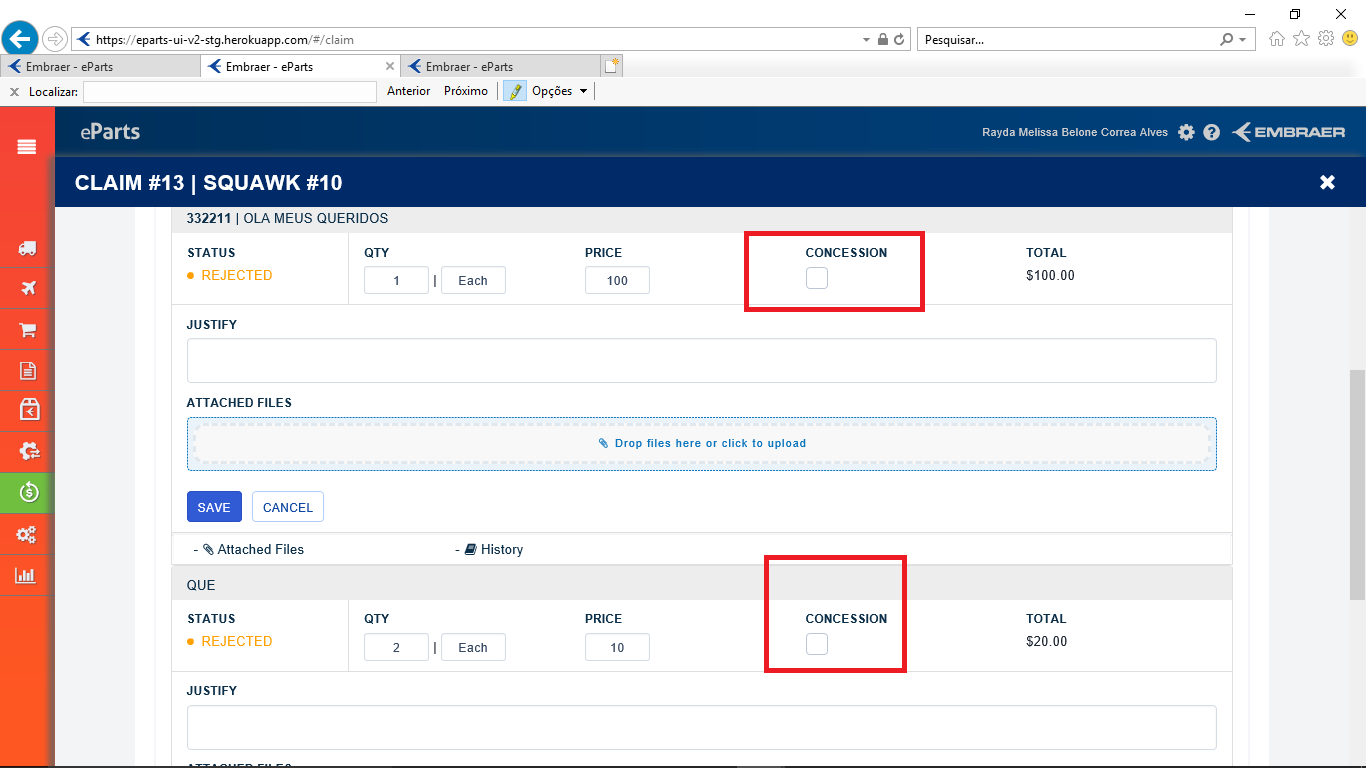 https://eparts-ui-v2-stg.herokuapp.com/#/claim
Pesquisar...
Embraer - eParts
Embraer - eParts
Embraer - eParts
x Localizar:
Anterior Próximo Opções
eParts
Rayda Melissa Belone Correa Alves
EMBRAER
CLAIM #13 | SQUAWK #10
332211 | OLA MEUS QUERIDOS
STATUS QTY PRICE CONCESSION TOTAL
REJECTED 1 | Each 100 $100.00
JUSTIFY
ATTACHED FILES
Drop files here or click to upload
SAVE CANCEL
- Attached Files - History
QUE
STATUS QTY PRICE CONCESSION TOTAL
REJECTED 2 | Each 10 $20.00
JUSTIFY
ATTACHED FILES